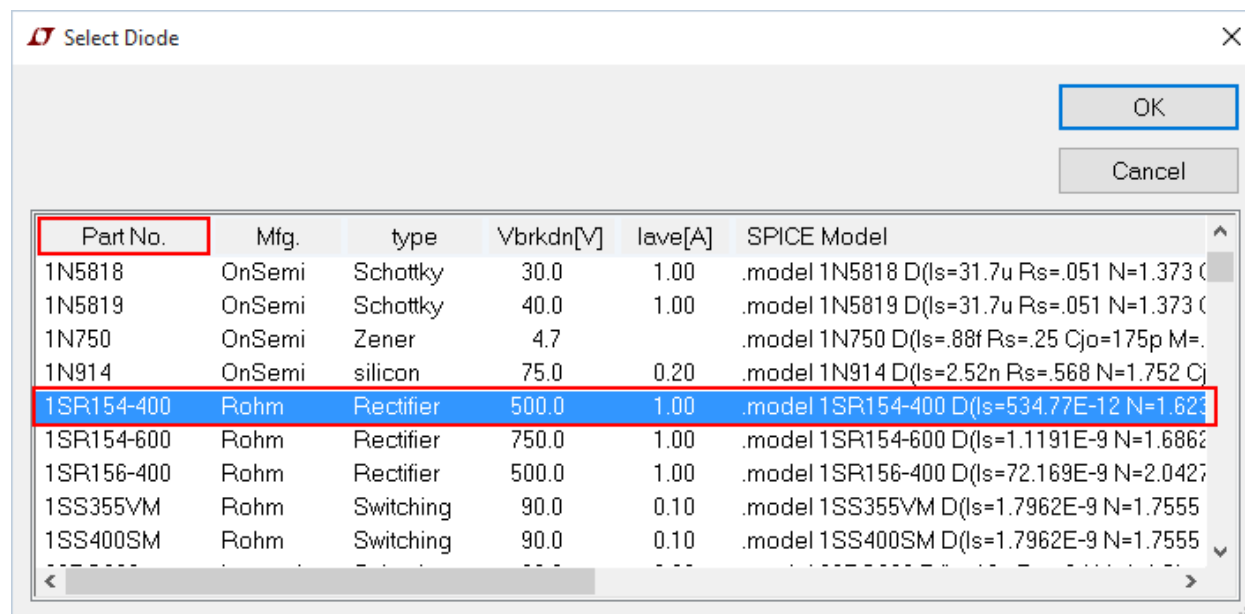 Select Diode
OK
Cancel
Part No. Mfg. type Vbrkdn[V] Iave[A] SPICE Model
1N5818 OnSemi Schottky 30.0 1.00 .model 1N5818 D(Is=31.7u Rs=.051 N=1.373 (
1N5819 OnSemi Schottky 40.0 1.00 .model 1N5819 D(Is=31.7u Rs=.051 N=1.373 (
1N750 OnSemi Zener 4.7 .model 1N750 D(Is=.88f Rs=.25 Cjo=175p M=.
1N914 OnSemi silicon 75.0 0.20 .model 1N914 D(Is=2.52n Rs=.568 N=1.752 Cj
1SR154-400 Rohm Rectifier 500.0 1.00 .model 1SR154-400 D(Is=534.77E-12 N=1.623
1SR154-600 Rohm Rectifier 750.0 1.00 .model 1SR154-600 D(Is=1.1191E-9 N=1.6862
1SR156-400 Rohm Rectifier 500.0 1.00 .model 1SR156-400 D(Is=72.169E-9 N=2.0427
1SS355VM Rohm Switching 90.0 0.10 .model 1SS355VM D(Is=1.7962E-9 N=1.7555
1SS400SM Rohm Switching 90.0 0.10 .model 1SS400SM D(Is=1.7962E-9 N=1.7555